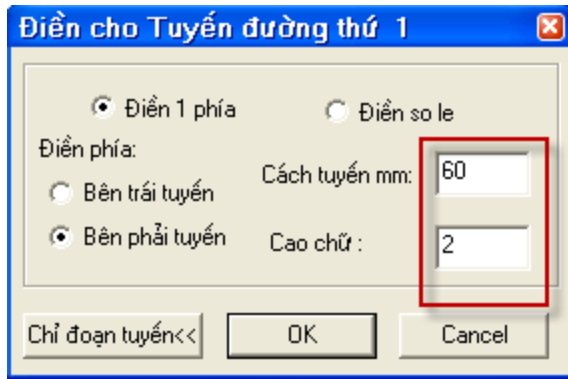 Điền cho Tuyến đường thứ 1
Điền 1 phía
Điền so le
Điền phía:
Bên trái tuyến
Bên phải tuyến
Cách tuyến mm:
60
Cao chữ :
2
Chỉ đoạn tuyến<<
OK
Cancel